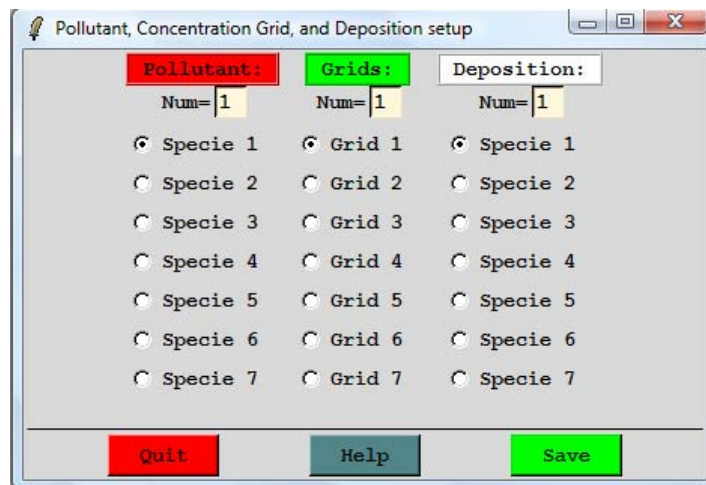 Pollutant, Concentration Grid, and Deposition setup
Pollutant: Grids: Deposition:
Num= 1 Num= 1 Num= 1
Specie 1 Grid 1 Specie 1
Specie 2 Grid 2 Specie 2
Specie 3 Grid 3 Specie 3
Specie 4 Grid 4 Specie 4
Specie 5 Grid 5 Specie 5
Specie 6 Grid 6 Specie 6
Specie 7 Grid 7 Specie 7
Quit Help Save